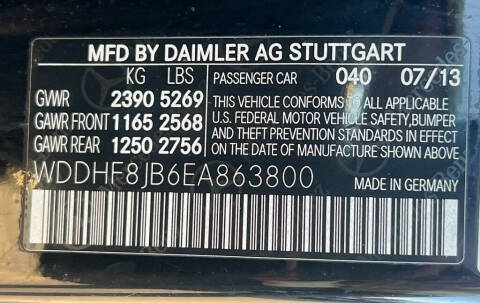 MFD BY DAIMLER AG STUTTGART
KG LBS PASSENGER CAR 040 07/13
GVWR 2390 5269
GAWR FRONT 1165 2568
GAWR REAR 1250 2756
THIS VEHICLE CONFORMS TO ALL APPLICABLE
U.S. FEDERAL MOTOR VEHICLE SAFETY,BUMPER
AND THEFT PREVENTION STANDARDS IN EFFECT
ON THE DATE OF MANUFACTURE SHOWN ABOVE.
WDDHF8JB6EA863800 MADE IN GERMANY